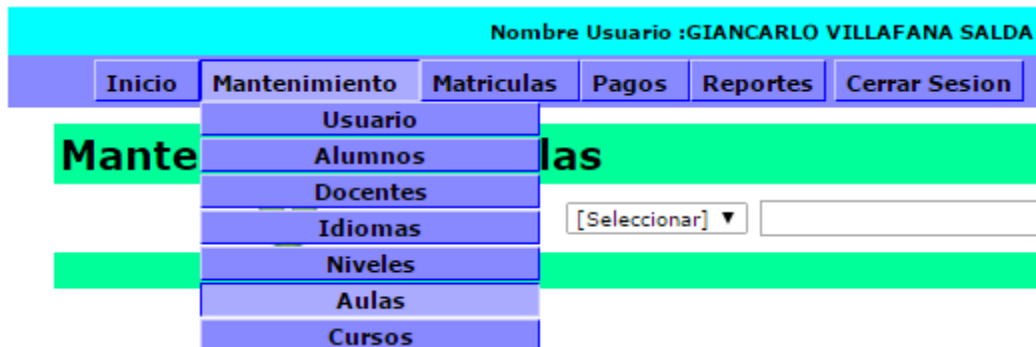 Nombre Usuario :GIANCARLO VILLAFANA SALDA
Inicio Mantenimiento Matriculas Pagos Reportes Cerrar Sesion
Usuario
Mante las
Alumnos
Docentes
[Seleccionar]
Idiomas
Niveles
Aulas
Cursos